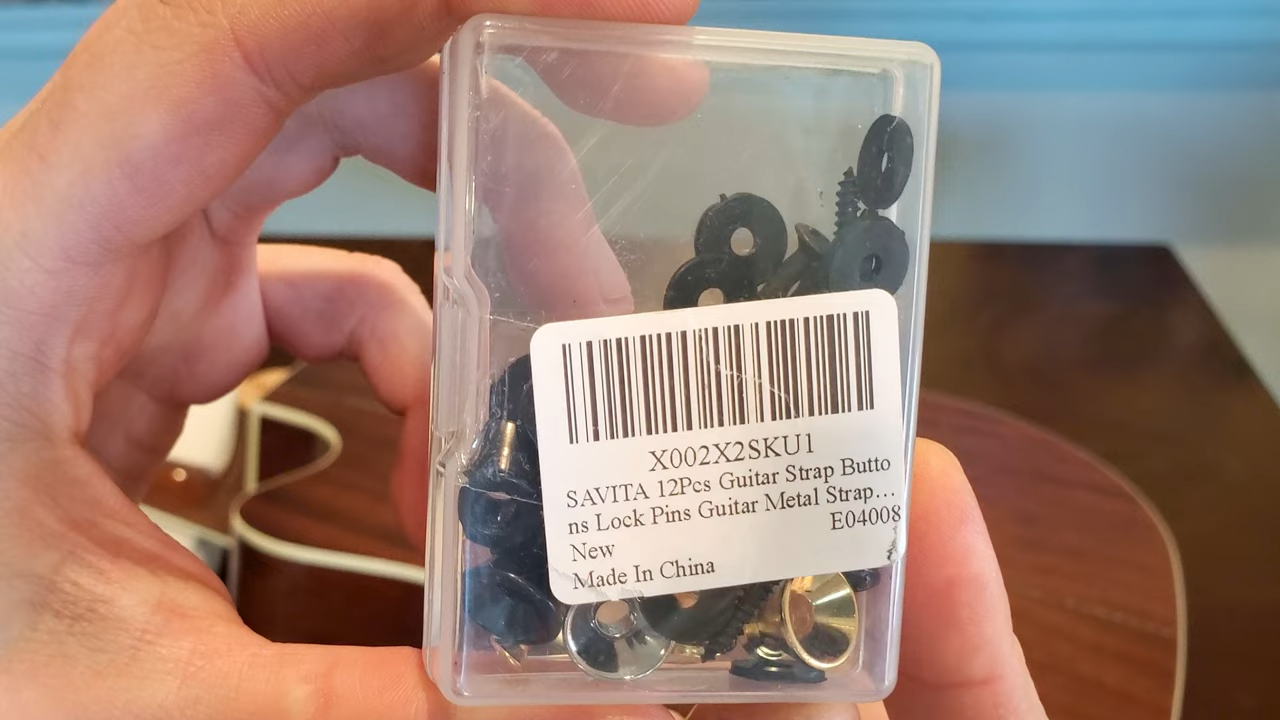 X002X2SKU1
SAVITA 12Pcs Guitar Strap Butto
ns Lock Pins Guitar Metal Strap...
E04008
New
Made In China